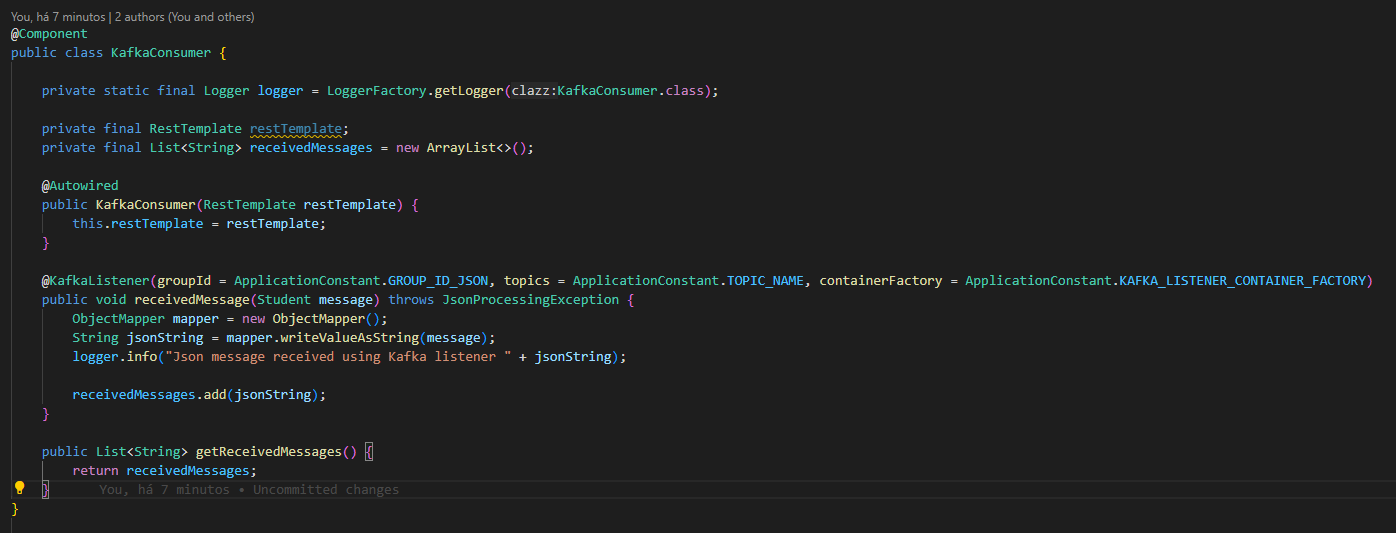 You, há 7 minutos | 2 authors (You and others)
@Component
public class KafkaConsumer {
private static final Logger logger = LoggerFactory.getLogger(clazz:KafkaConsumer.class);
private final RestTemplate restTemplate;
private final List<String> receivedMessages = new ArrayList<>();
@Autowired
public KafkaConsumer(RestTemplate restTemplate) {
this.restTemplate = restTemplate;
}
@KafkaListener(groupId = ApplicationConstant.GROUP_ID_JSON, topics = ApplicationConstant.TOPIC_NAME, containerFactory = ApplicationConstant.KAFKA_LISTENER_CONTAINER_FACTORY)
public void receivedMessage(Student message) throws JsonProcessingException {
ObjectMapper mapper = new ObjectMapper();
String jsonString = mapper.writeValueAsString(message);
logger.info("Json message received using Kafka listener " + jsonString);
receivedMessages.add(jsonString);
}
public List<String> getReceivedMessages() {
return receivedMessages;
} You, há 7 minutos • Uncommitted changes
}